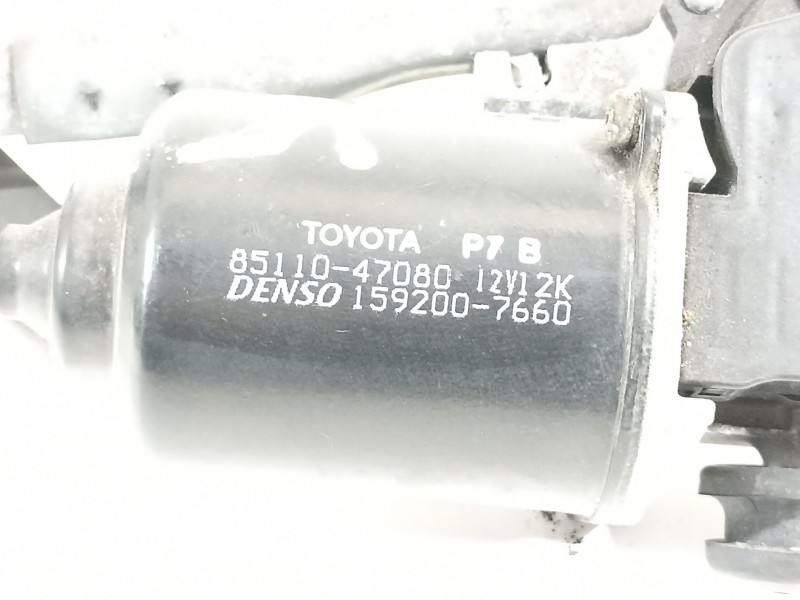 TOYOTA P7 B
85110-47080 12V12K
DENSO 159200-7660